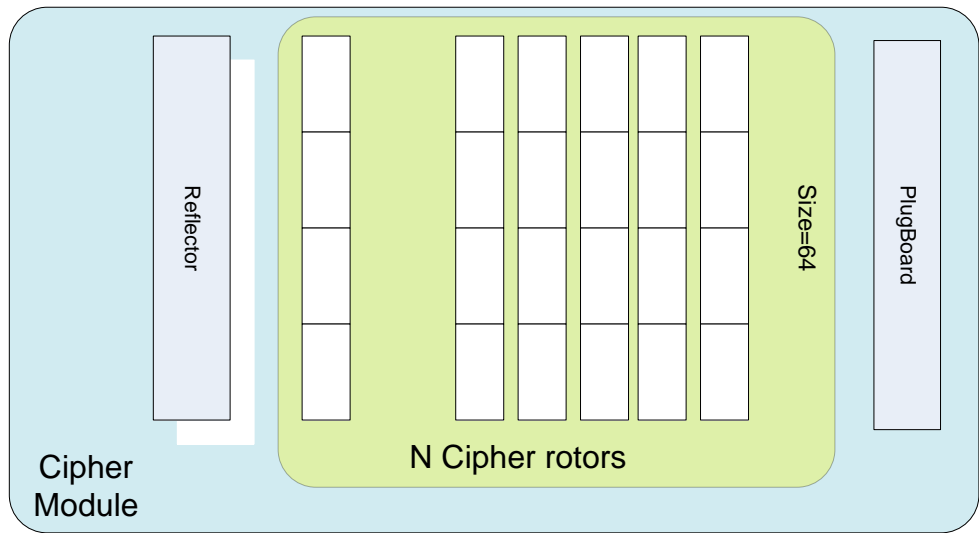 Reflector
Size=64
PlugBoard
N Cipher rotors
Cipher
Module